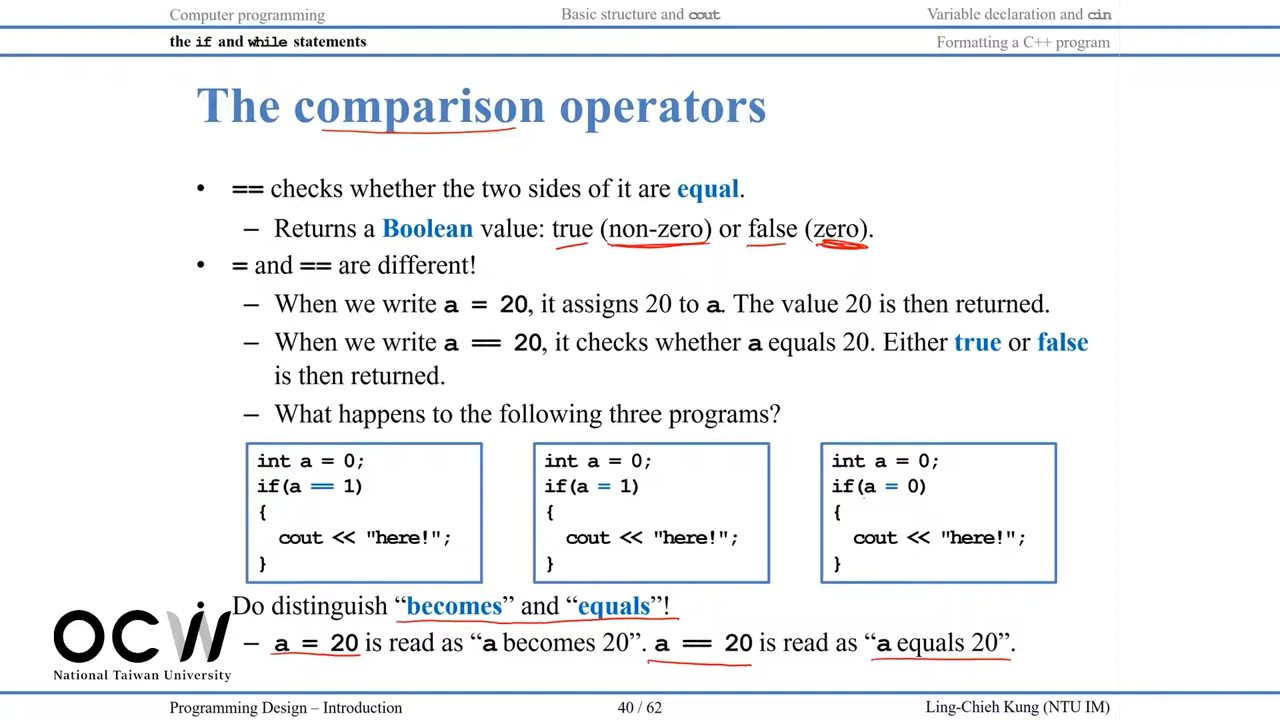 Computer programming Basic structure and cout Variable declaration and cin
the if and while statements Formatting a C++ program
The comparison operators
• == checks whether the two sides of it are equal.
– Returns a Boolean value: true (non-zero) or false (zero).
• = and == are different!
– When we write a = 20, it assigns 20 to a. The value 20 is then returned.
– When we write a == 20, it checks whether a equals 20. Either true or false
is then returned.
– What happens to the following three programs?
int a = 0;
if(a == 1)
{
cout << "here!";
}
int a = 0;
if(a = 1)
{
cout << "here!";
}
int a = 0;
if(a = 0)
{
cout << "here!";
}
Do distinguish “becomes” and “equals”!
– a = 20 is read as “a becomes 20”. a == 20 is read as “a equals 20”.
OCW
National Taiwan University
Programming Design – Introduction 40 / 62 Ling-Chieh Kung (NTU IM)